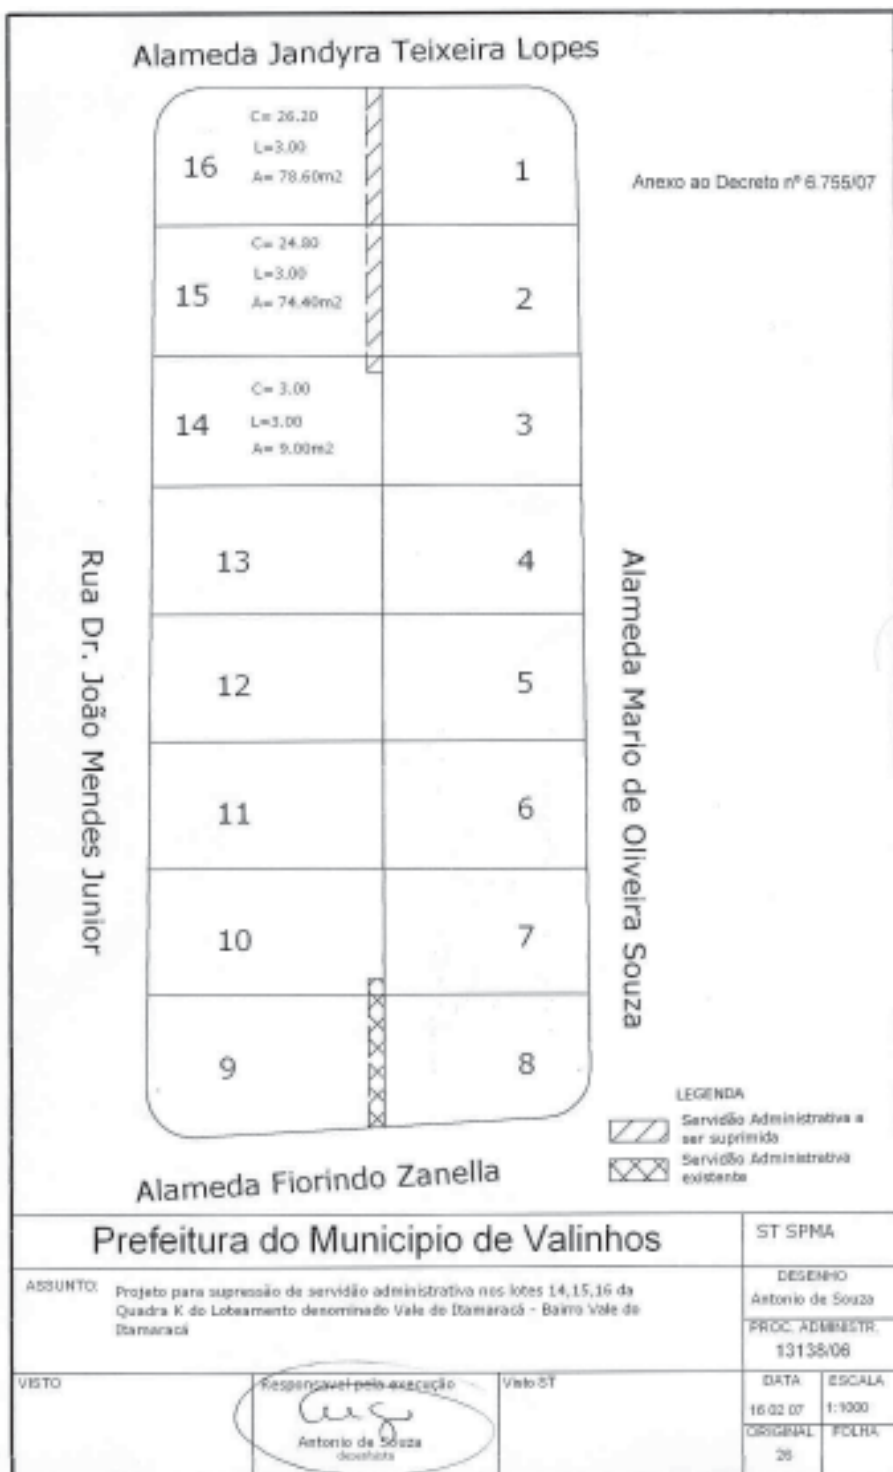 Alameda Jandyra Teixeira Lopes
Anexo ao Decreto nº 6.755/07
16
C= 26.20
L=3.00
A= 78.60m2
1
15
C= 24.80
L=3.00
A= 74.40m2
2
14
C= 3.00
L=3.00
A= 9.00m2
3
13
4
12
5
11
6
10
7
9
8
Rua Dr. João Mendes Junior
Alameda Mario de Oliveira Souza
Alameda Fiorindo Zanella
LEGENDA
Servidão Administrativa a
ser suprimida
Servidão Administrativa
existente
Prefeitura do Municipio de Valinhos
ST SPMA
ASSUNTO:
Projeto para supressão de servidão administrativa nos lotes 14,15,16 da
Quadra K do Loteamento denominado Vale do Itamaracá - Bairro Vale do
Itamaracá
DESENHO
Antonio de Souza
PROC. ADMINISTR.
13138/06
VISTO
Responsavel pela execução
Antonio de Souza
desenhista
Visto ST
DATA
16 02 07
ESCALA
1:1000
ORIGINAL
26
FOLHA